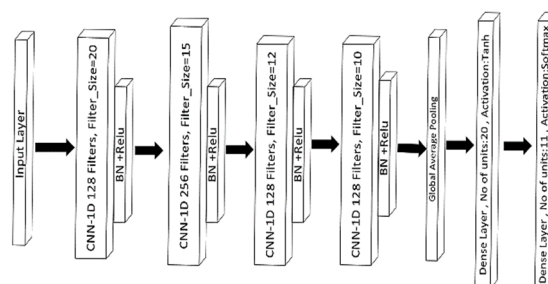 Input Layer
CNN-1D 128 Filters, Filter_Size=20
BN +Relu
CNN-1D 256 Filters, Filter_Size=15
BN +Relu
CNN-1D 128 Filters, Filter_Size=12
BN +Relu
CNN-1D 128 Filters, Filter_Size=10
BN +Relu
Global Average Pooling
Dense Layer , No of units:20 , Activation:Tanh
Dense Layer , No of units:11, Activation:Softmax